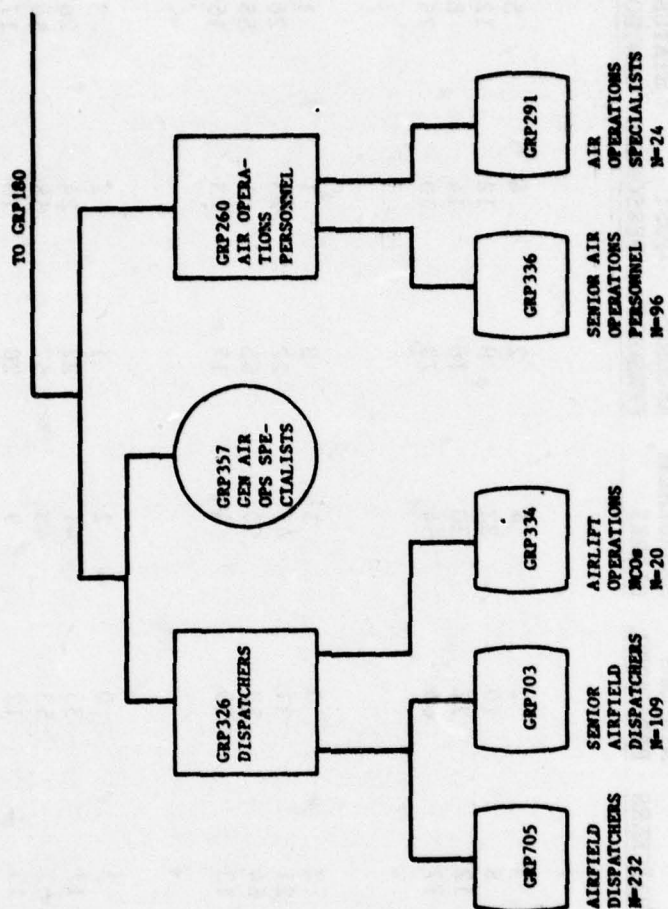 TO GRP180
GRP326
DISPATCHERS
GRP357
GEN AIR
OPS SPE-
CIALISTS
GRP260
AIR OPERA-
TIONS
PERSONNEL
GRP705
AIRFIELD
DISPATCHERS
N=232
GRP703
SENIOR
AIRFIELD
DISPATCHERS
N=109
GRP334
AIRLIFT
OPERATIONS
NCOs
N=20
GRP336
SENIOR AIR
OPERATIONS
PERSONNEL
N=96
GRP291
AIR
OPERATIONS
SPECIALISTS
N=24